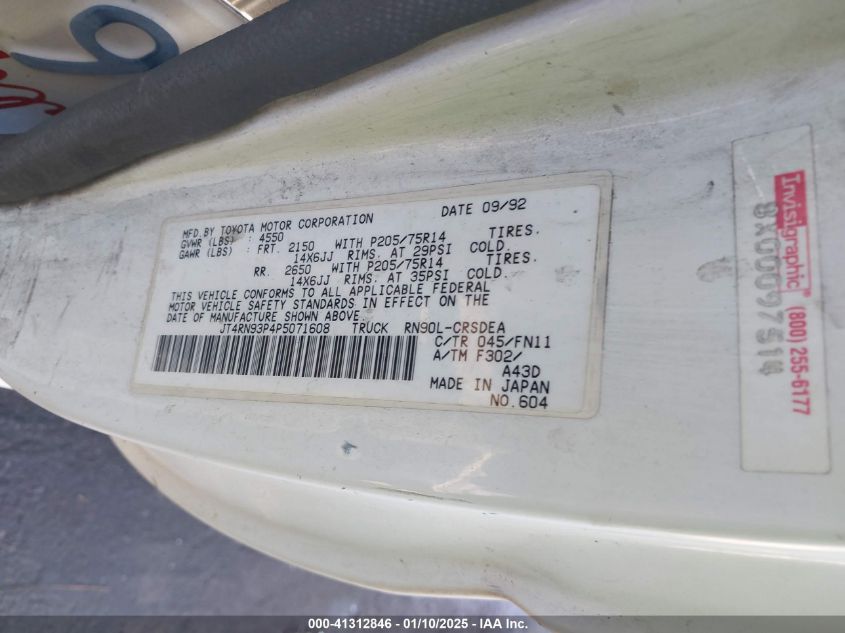 MFD.BY TOYOTA MOTOR CORPORATION DATE 09/92
GVWR (LBS) : 4550
GAWR (LBS) : FRT. 2150 WITH P205/75R14 TIRES.
14X6JJ RIMS. AT 29PSI COLD.
RR. 2650 WITH P205/75R14 TIRES.
14X6JJ RIMS. AT 35PSI COLD.
THIS VEHICLE CONFORMS TO ALL APPLICABLE FEDERAL
MOTOR VEHICLE SAFETY STANDARDS IN EFFECT ON THE
DATE OF MANUFACTURE SHOWN ABOVE.
JT4RN93P4P5071608 TRUCK RN90L-CRSDEA
C/TR 045/FN11
A/TM F302/
A43D
MADE IN JAPAN
NO.604
Invisigraphic (800) 255-6177
8X00097514
000-41312846 - 01/10/2025 - IAA Inc.